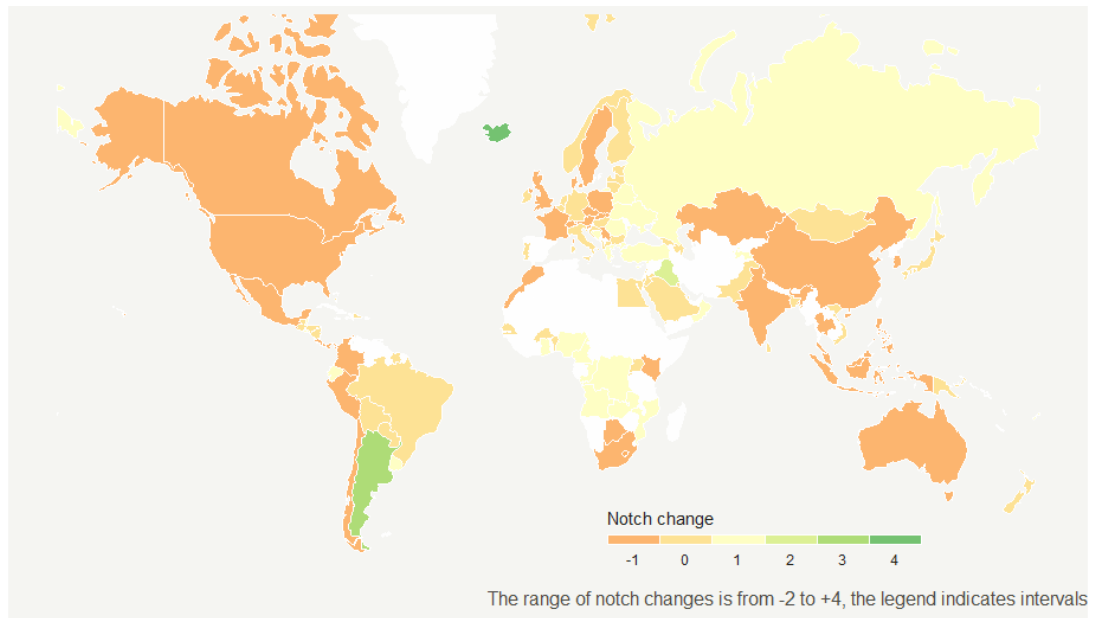 Notch change
-1 0 1 2 3 4
The range of notch changes is from -2 to +4, the legend indicates intervals